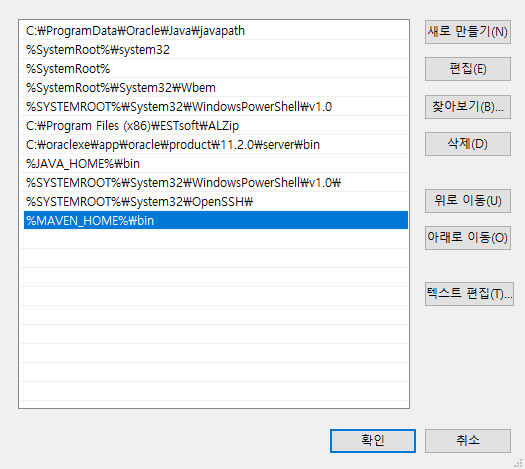 C:₩ProgramData₩Oracle₩Java₩javapath
%SystemRoot%₩system32
%SystemRoot%
%SystemRoot%₩System32₩Wbem
%SYSTEMROOT%₩System32₩WindowsPowerShell₩v1.0
C:₩Program Files (x86)₩ESTsoft₩ALZip
C:₩oraclexe₩app₩oracle₩product₩11.2.0₩server₩bin
%JAVA_HOME%₩bin
%SYSTEMROOT%₩System32₩WindowsPowerShell₩v1.0₩
%SYSTEMROOT%₩System32₩OpenSSH₩
%MAVEN_HOME%₩bin
새로 만들기(N)
편집(E)
찾아보기(B)...
삭제(D)
위로 이동(U)
아래로 이동(O)
텍스트 편집(T)...
확인
취소